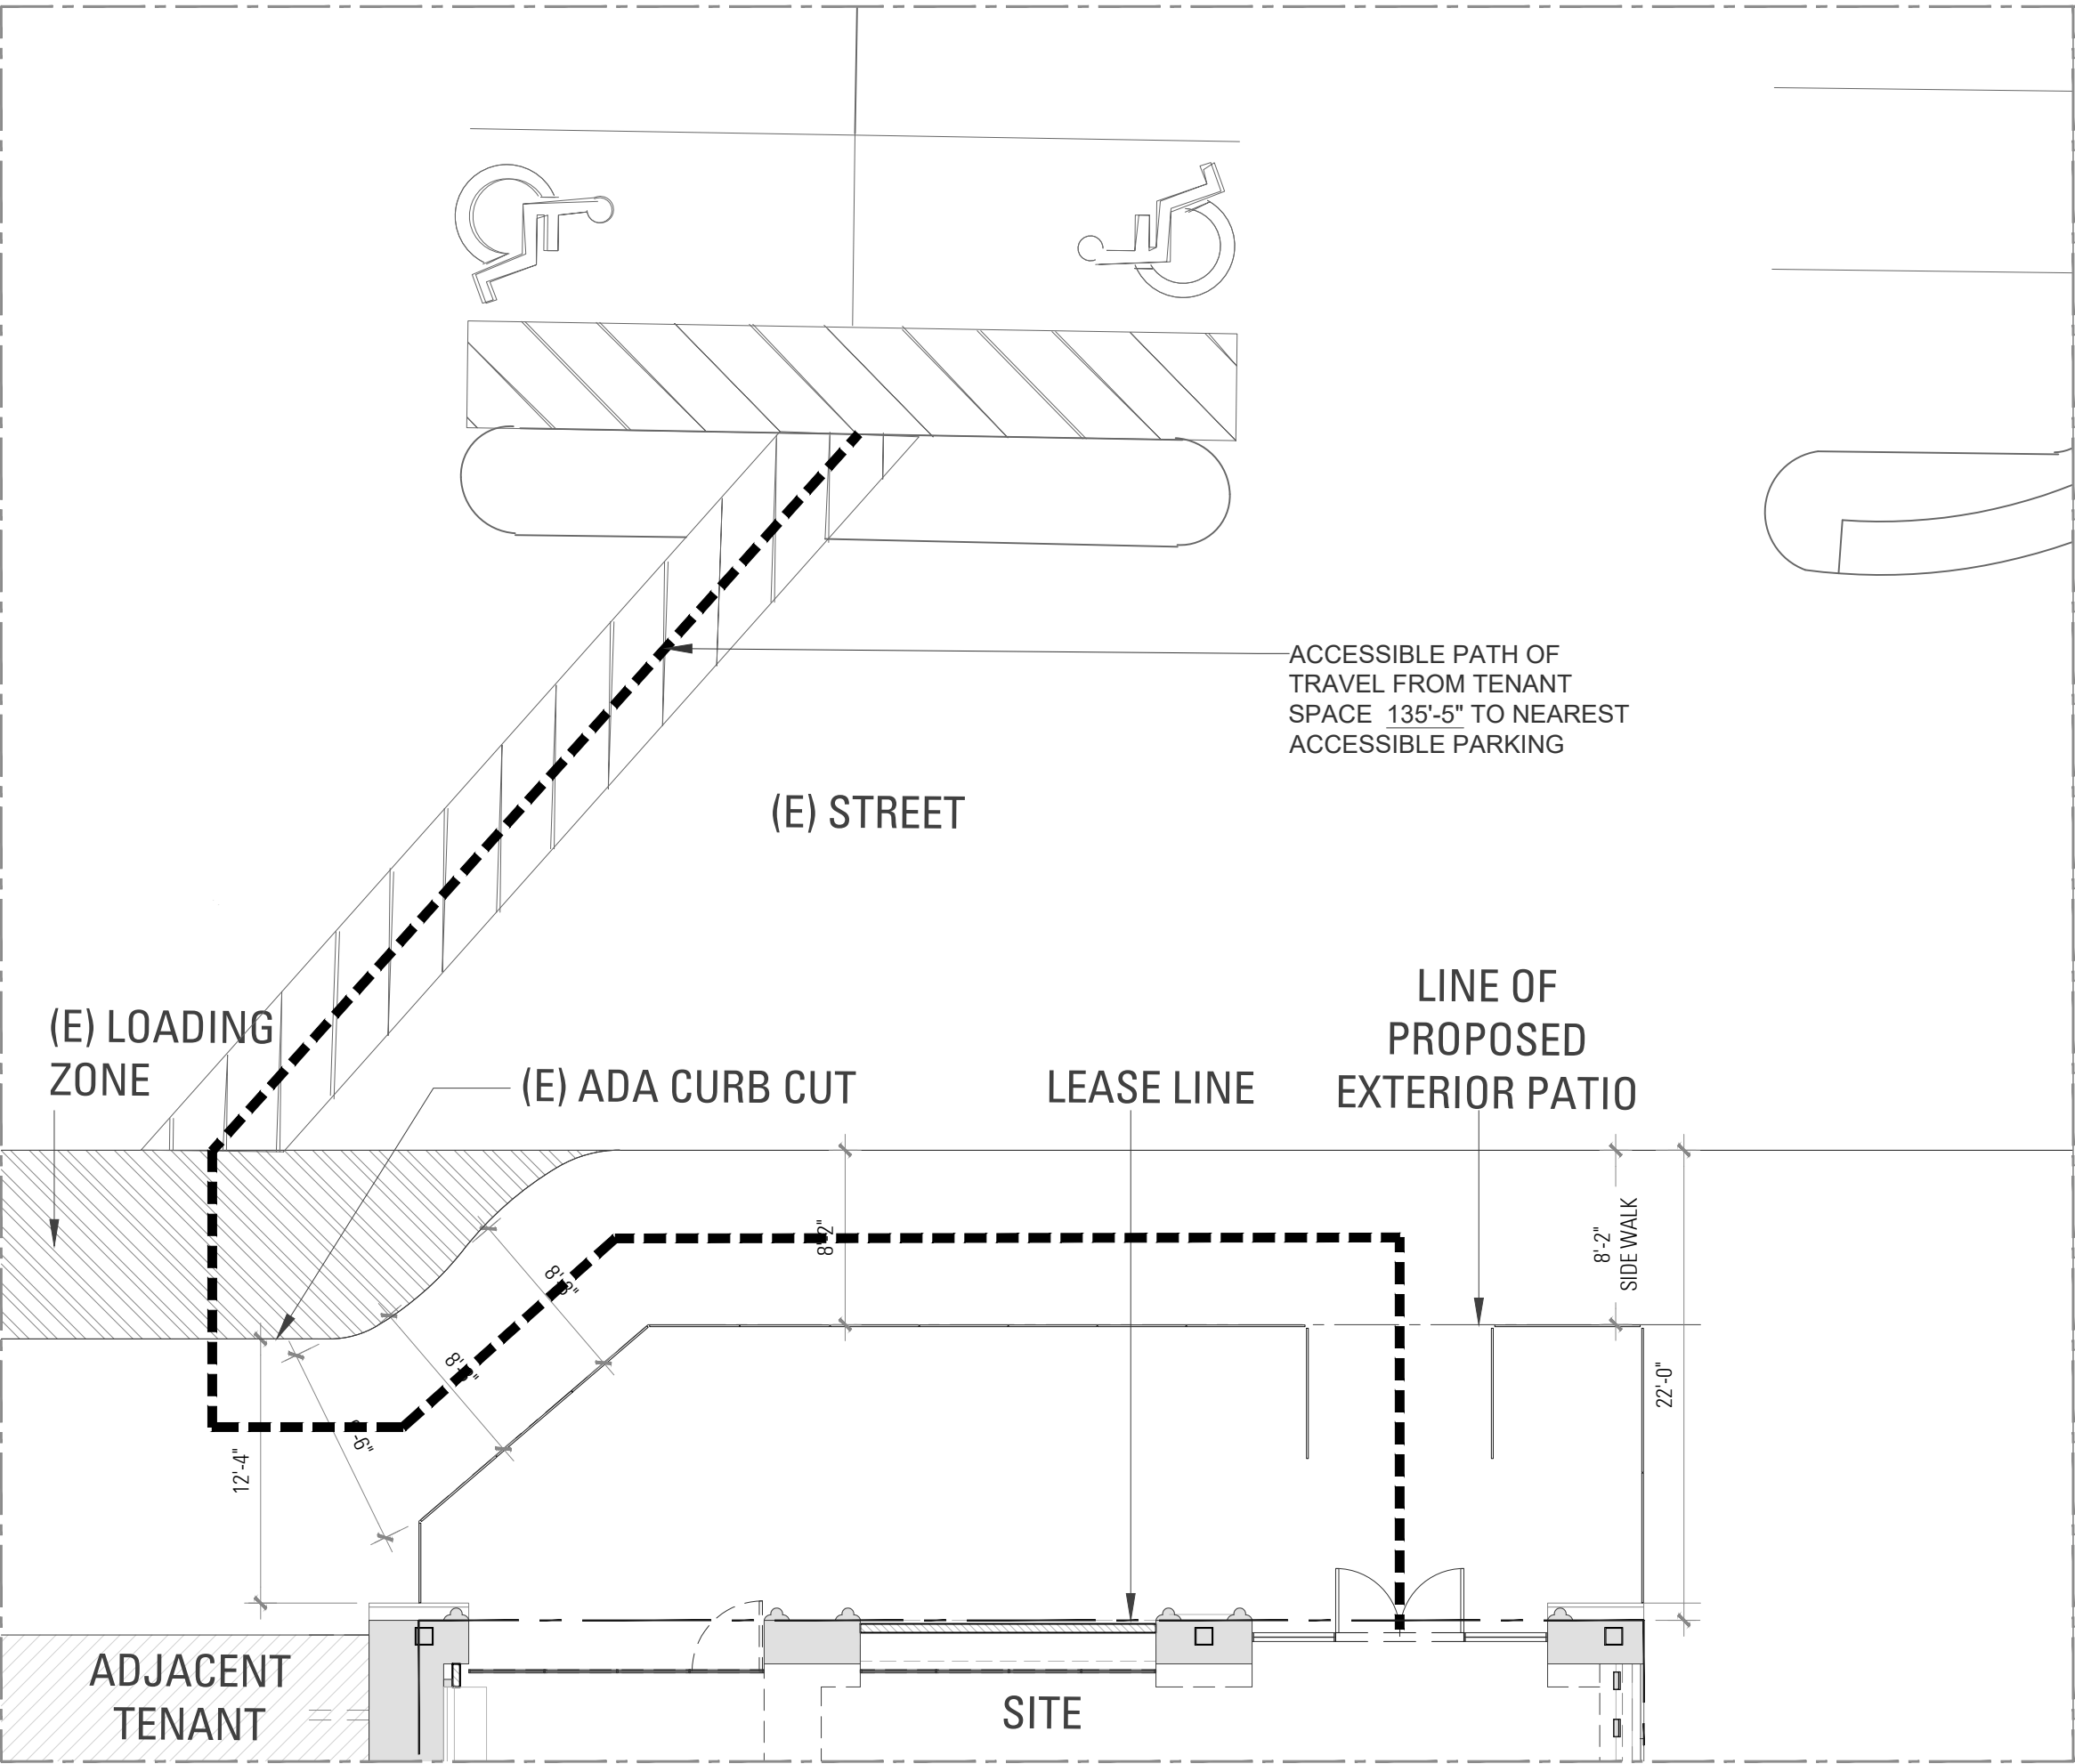 ACCESSIBLE PATH OF
TRAVEL FROM TENANT
SPACE 135'-5" TO NEAREST
ACCESSIBLE PARKING
(E) STREET
(E) LOADING
ZONE
(E) ADA CURB CUT
LEASE LINE
LINE OF
PROPOSED
EXTERIOR PATIO
8'-2"
8'-2"
SIDE WALK
22'-0"
12'-4"
ADJACENT
TENANT
SITE